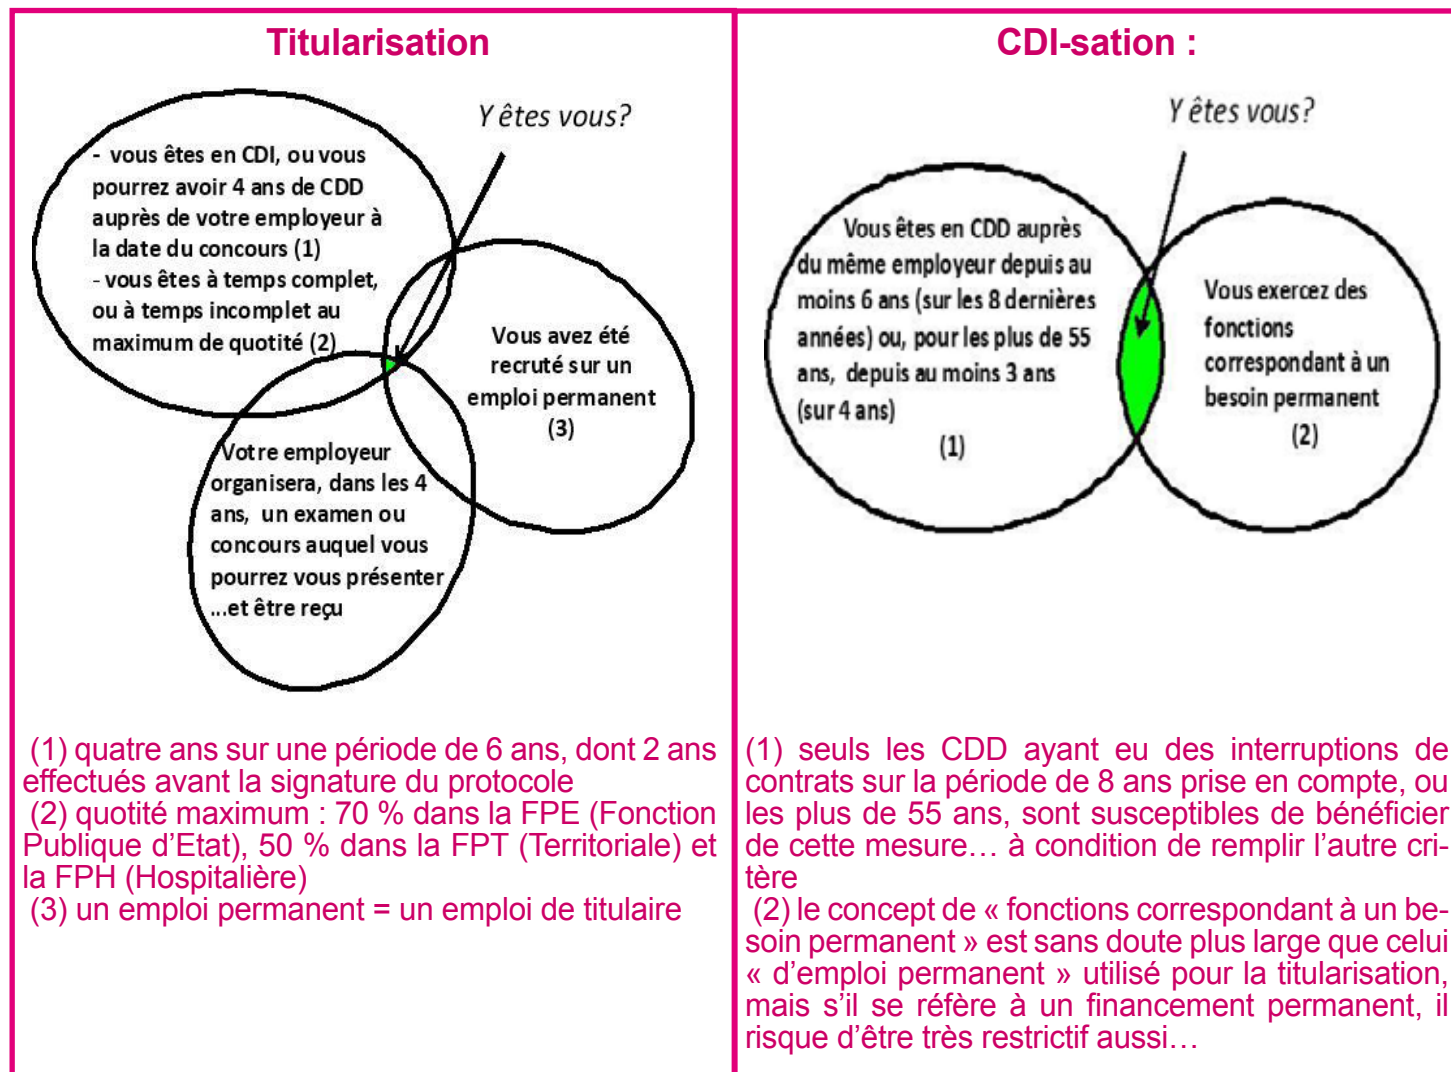 Titularisation
Y êtes vous?
- vous êtes en CDI, ou vous
pourrez avoir 4 ans de CDD
auprès de votre employeur à
la date du concours (1)
- vous êtes à temps complet,
ou à temps incomplet au
maximum de quotité (2)
Vous avez été
recruté sur un
emploi permanent
(3)
Votre employeur
organisera, dans les 4
ans, un examen ou
concours auquel vous
pourrez vous présenter
...et être reçu
(1) quatre ans sur une période de 6 ans, dont 2 ans
effectués avant la signature du protocole
(2) quotité maximum : 70 % dans la FPE (Fonction
Publique d’Etat), 50 % dans la FPT (Territoriale) et
la FPH (Hospitalière)
(3) un emploi permanent = un emploi de titulaire
CDI-sation :
Y êtes vous?
Vous êtes en CDD auprès
du même employeur depuis au
moins 6 ans (sur les 8 dernières
années) ou, pour les plus de 55
ans, depuis au moins 3 ans
(sur 4 ans)
(1)
Vous exercez des
fonctions
correspondant à un
besoin permanent
(2)
(1) seuls les CDD ayant eu des interruptions de
contrats sur la période de 8 ans prise en compte, ou
les plus de 55 ans, sont susceptibles de bénéficier
de cette mesure… à condition de remplir l’autre cri-
tère
(2) le concept de « fonctions correspondant à un be-
soin permanent » est sans doute plus large que celui
« d’emploi permanent » utilisé pour la titularisation,
mais s’il se réfère à un financement permanent, il
risque d’être très restrictif aussi…